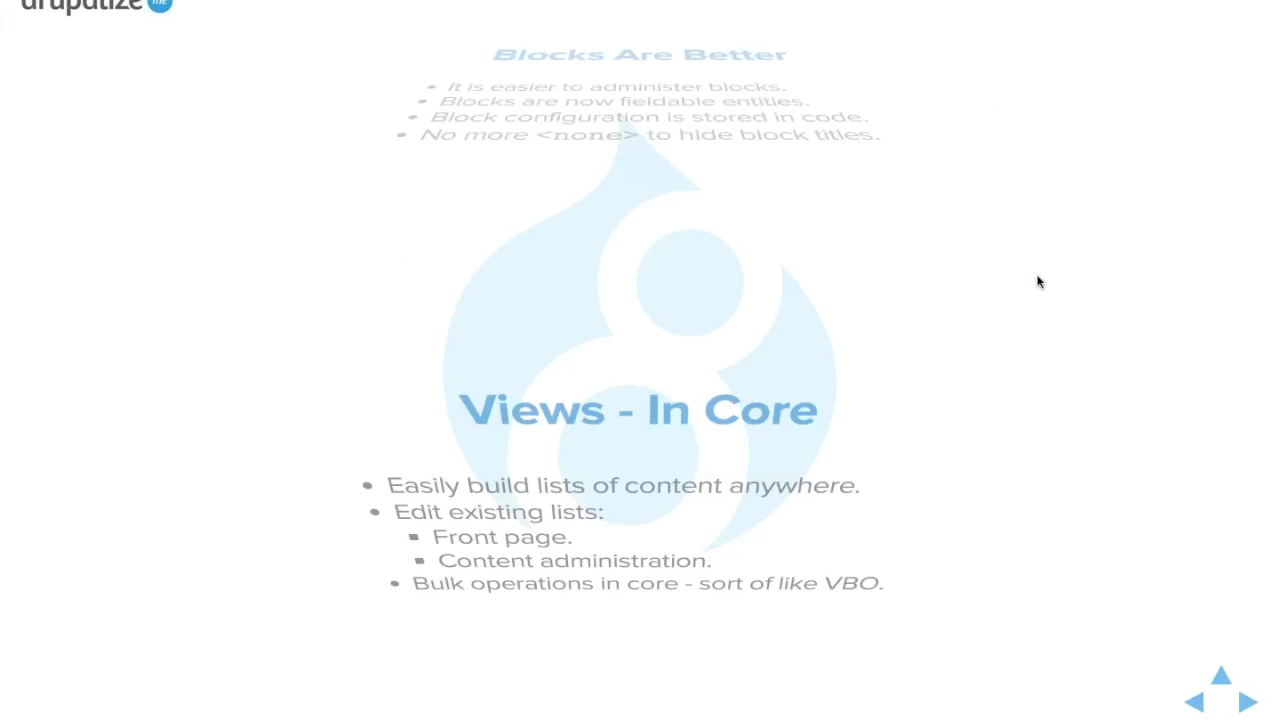 drupalize me
Blocks Are Better
• It is easier to administer blocks.
• Blocks are now fieldable entities.
• Block configuration is stored in code.
• No more <none> to hide block titles.
Views - In Core
• Easily build lists of content anywhere.
• Edit existing lists:
▪ Front page.
▪ Content administration.
• Bulk operations in core - sort of like VBO.